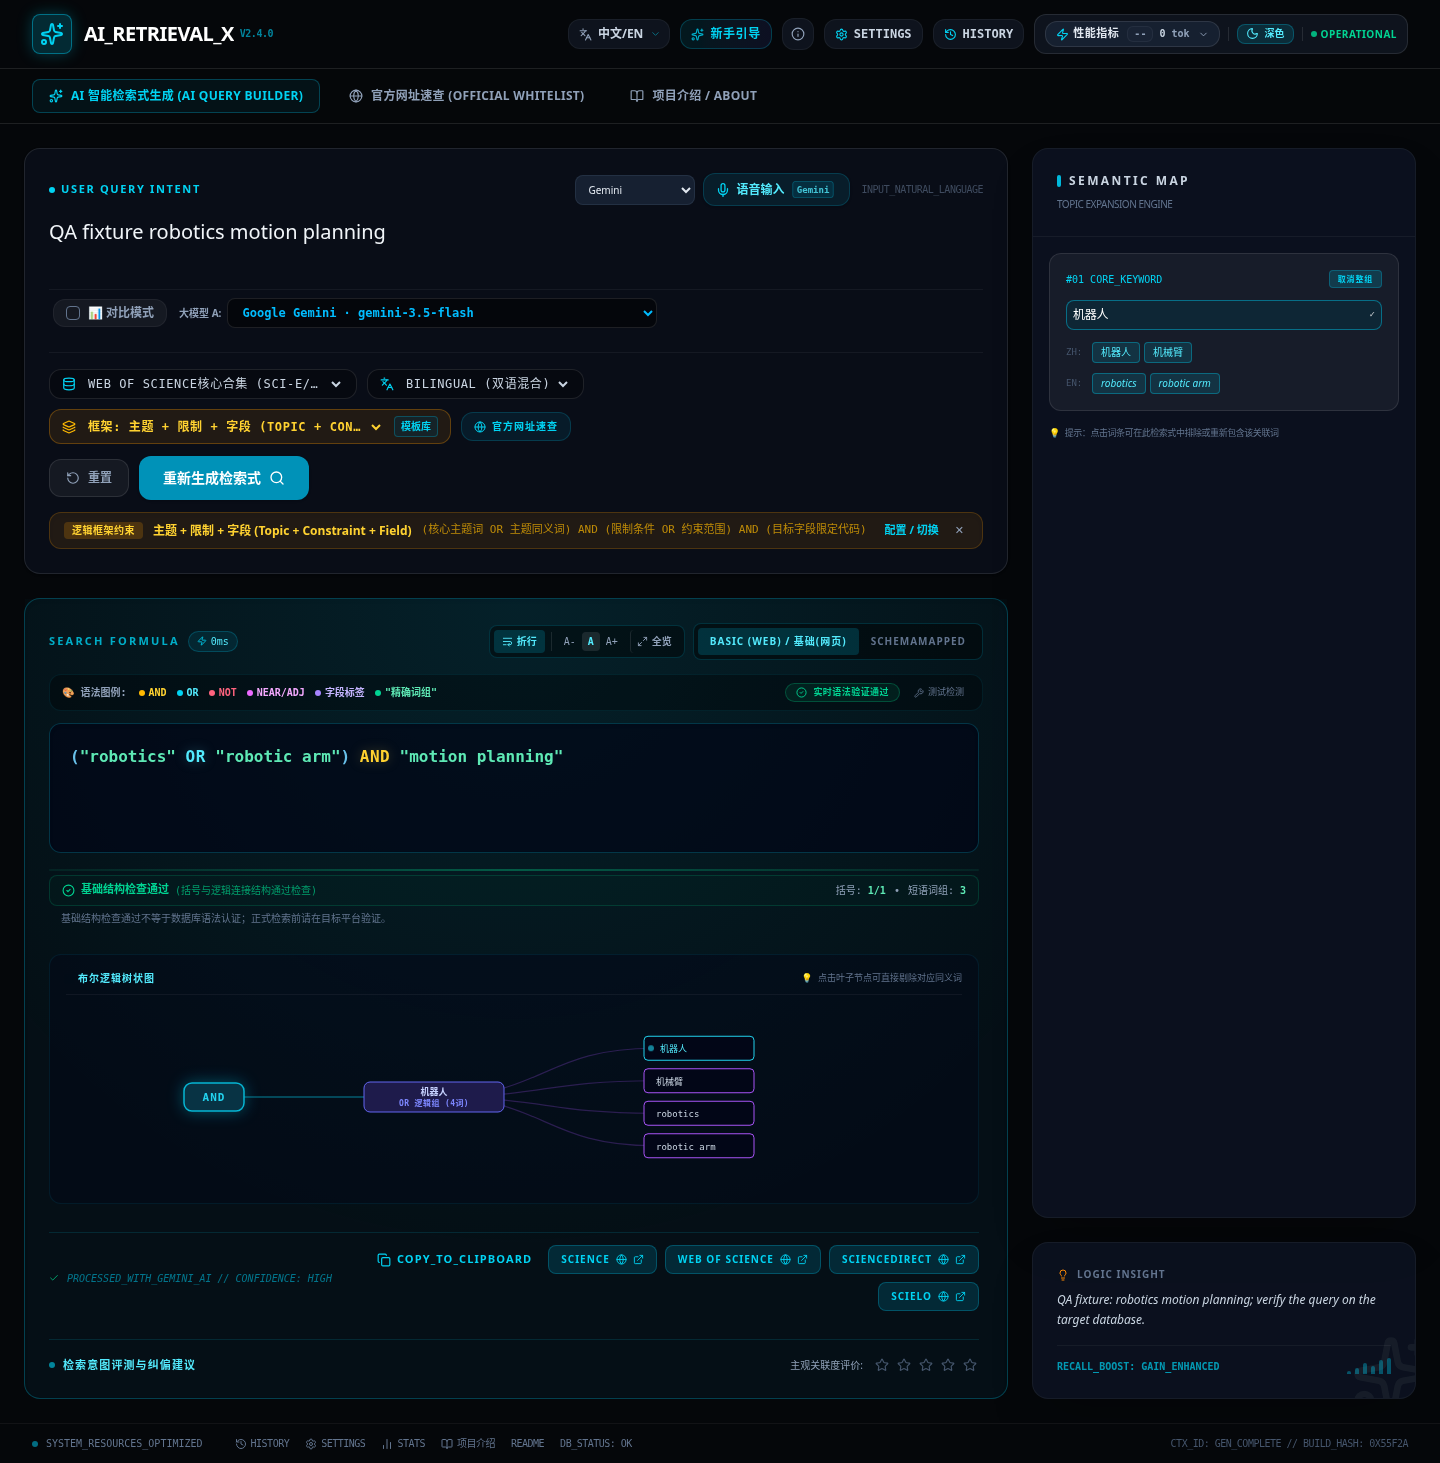 AI_RETRIEVAL_X V2.4.0
中文/EN
新手引导
SETTINGS
HISTORY
性能指标 -- 0 tok
深色
OPERATIONAL
AI 智能检索式生成 (AI QUERY BUILDER)
官方网址速查 (OFFICIAL WHITELIST)
项目介绍 / ABOUT
USER QUERY INTENT
Gemini
语音输入 Gemini
INPUT_NATURAL_LANGUAGE
QA fixture robotics motion planning
📊 对比模式
大模型 A:
Google Gemini · gemini-3.5-flash
WEB OF SCIENCE核心合集 (SCI-E/…
BILINGUAL (双语混合)
框架: 主题 + 限制 + 字段 (TOPIC + CON…
模板库
官方网址速查
重置
重新生成检索式
逻辑框架约束 主题 + 限制 + 字段 (Topic + Constraint + Field) (核心主题词 OR 主题同义词) AND (限制条件 OR 约束范围) AND (目标字段限定代码) 配置 / 切换 ×
SEMANTIC MAP
TOPIC EXPANSION ENGINE
#01 CORE_KEYWORD
取消整组
机器人 ✓
ZH: 机器人 机械臂
EN: robotics robotic arm
💡 提示: 点击词条可在此检索式中排除或重新包含该关联词
SEARCH FORMULA
0ms
折行
A- A A+
全览
BASIC (WEB) / 基础(网页)
SCHEMAMAPPED
🎨 语法图例: AND OR NOT NEAR/ADJ 字段标签 "精确词组"
实时语法验证通过
测试检测
("robotics" OR "robotic arm") AND "motion planning"
基础结构检查通过 (括号与逻辑连接结构通过检查)
括号: 1/1 • 短语词组: 3
基础结构检查通过不等于数据库语法认证；正式检索前请在目标平台验证。
布尔逻辑树状图
💡 点击叶子节点可直接剔除对应同义词
AND
机器人
OR 逻辑组 (4词)
机器人
机械臂
robotics
robotic arm
✓ PROCESSED_WITH_GEMINI_AI // CONFIDENCE: HIGH
COPY_TO_CLIPBOARD
SCIENCE
WEB OF SCIENCE
SCIENCEDIRECT
SCIELO
检索意图评测与纠偏建议
主观关联度评价:
LOGIC INSIGHT
QA fixture: robotics motion planning; verify the query on the
target database.
RECALL_BOOST: GAIN_ENHANCED
SYSTEM_RESOURCES_OPTIMIZED
HISTORY
SETTINGS
STATS
项目介绍
README
DB_STATUS: OK
CTX_ID: GEN_COMPLETE // BUILD_HASH: 0X55F2A